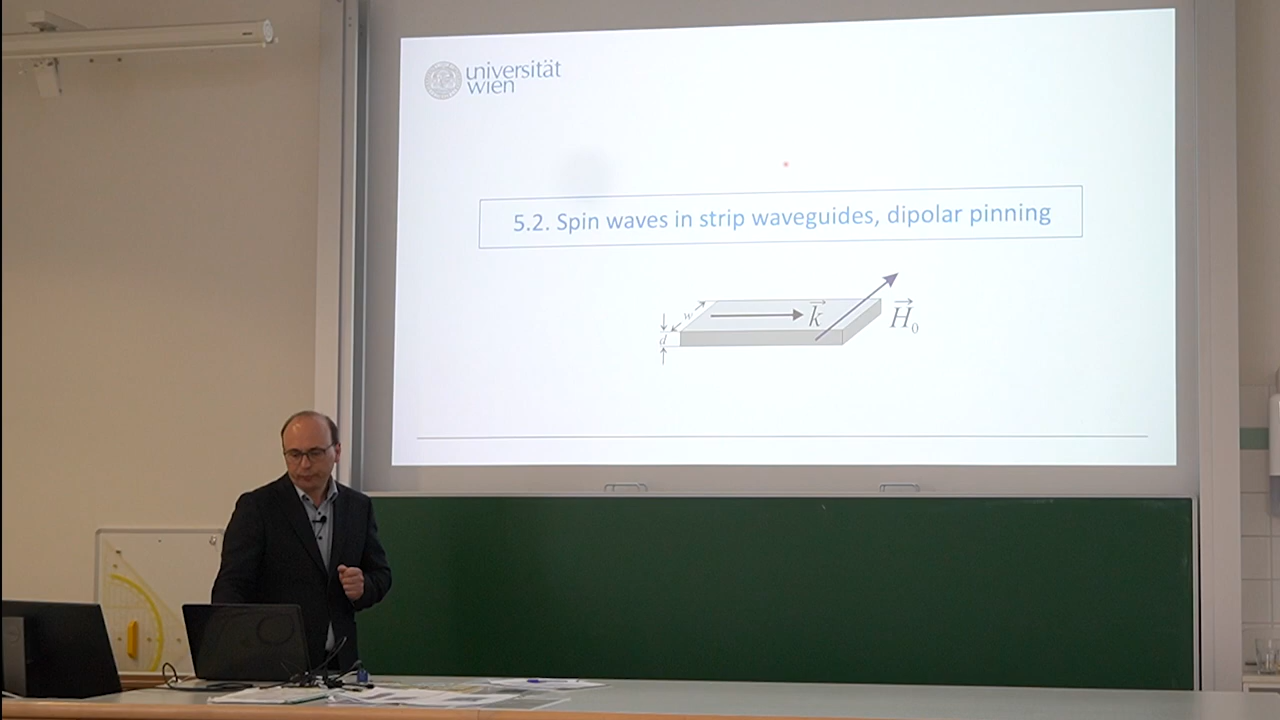 universität
wien
5.2. Spin waves in strip waveguides, dipolar pinning
w
k
H0
d